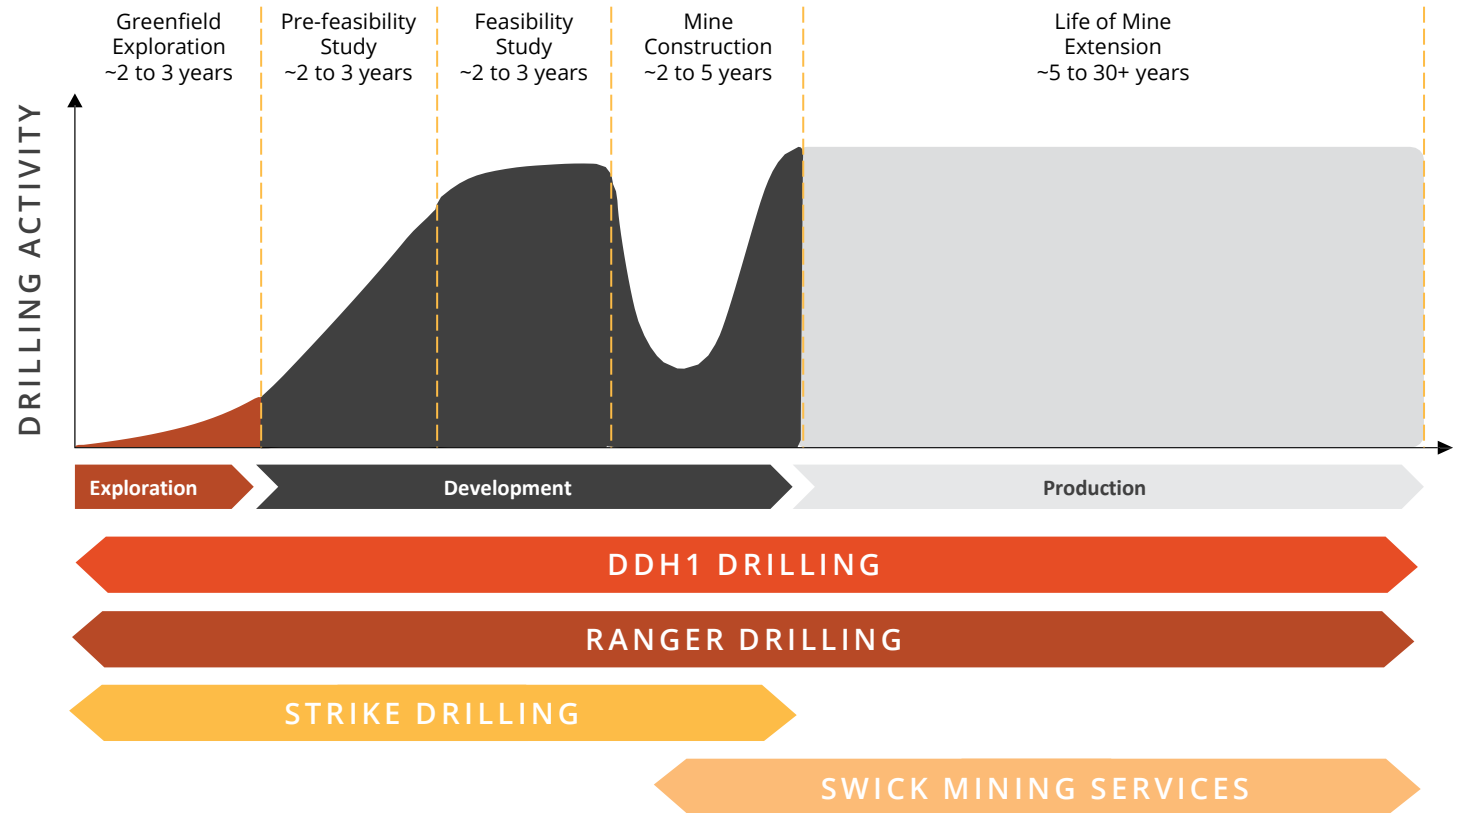 Greenfield
Exploration
~2 to 3 years
Pre-feasibility
Study
~2 to 3 years
Feasibility
Study
~2 to 3 years
Mine
Construction
~2 to 5 years
Life of Mine
Extension
~5 to 30+ years
DRILLING ACTIVITY
Exploration
Development
Production
DDH1 DRILLING
RANGER DRILLING
STRIKE DRILLING
SWICK MINING SERVICES